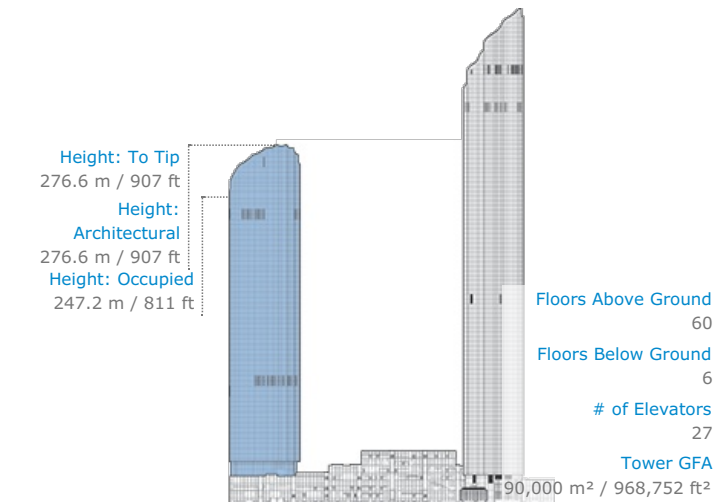 Height: To Tip
276.6 m / 907 ft
Height:
Architectural
276.6 m / 907 ft
Height: Occupied
247.2 m / 811 ft
Floors Above Ground
60
Floors Below Ground
6
# of Elevators
27
Tower GFA
90,000 m² / 968,752 ft²